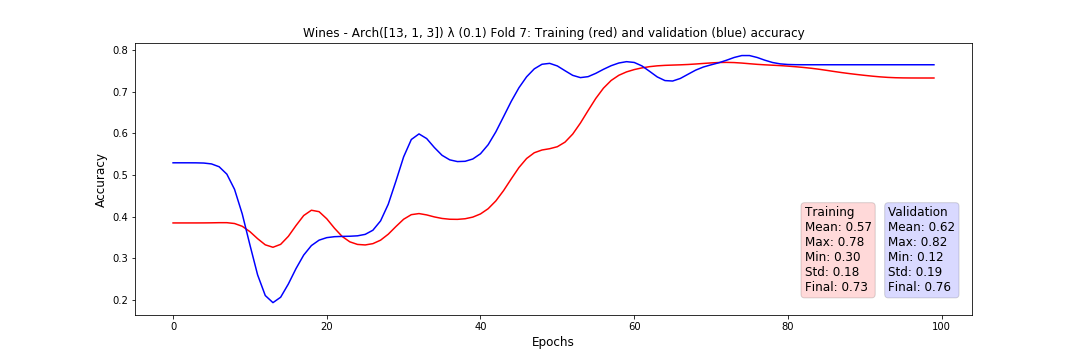 Wines - Arch([13, 1, 3]) λ (0.1) Fold 7: Training (red) and validation (blue) accuracy
0.8
0.7
0.6
0.5
0.4
0.3
0.2
Accuracy
Training
Mean: 0.57
Max: 0.78
Min: 0.30
Std: 0.18
Final: 0.73
Validation
Mean: 0.62
Max: 0.82
Min: 0.12
Std: 0.19
Final: 0.76
0
20
40
60
80
100
Epochs